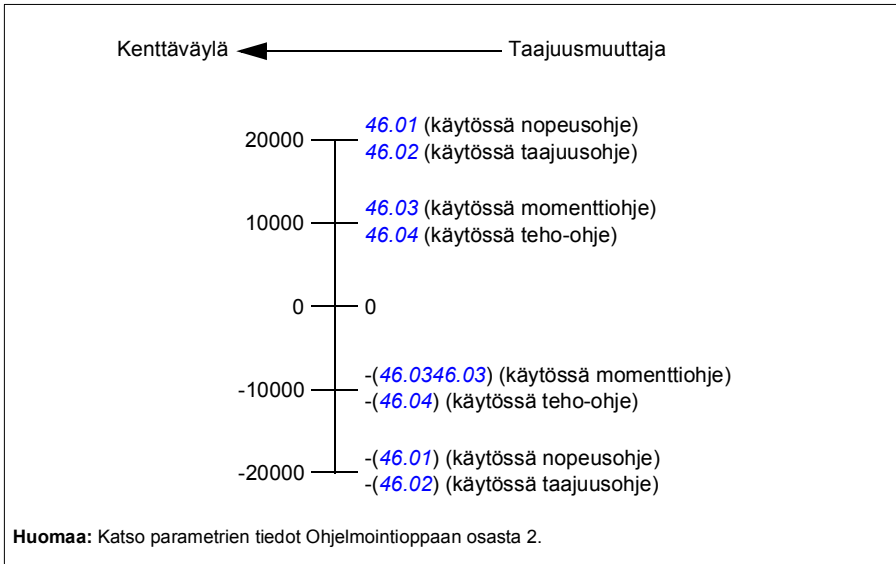 Kenttäväylä Taajuusmuuttaja
46.01 (käytössä nopeusohje)
20000
46.02 (käytössä taajuusohje)
46.03 (käytössä momenttiohje)
10000
46.04 (käytössä teho-ohje)
0 0
-(46.0346.03) (käytössä momenttiohje)
-10000
-(46.04) (käytössä teho-ohje)
-(46.01) (käytössä nopeusohje)
-20000
-(46.02) (käytössä taajuusohje)
Huomaa: Katso parametrien tiedot Ohjelmointioppaan osasta 2.